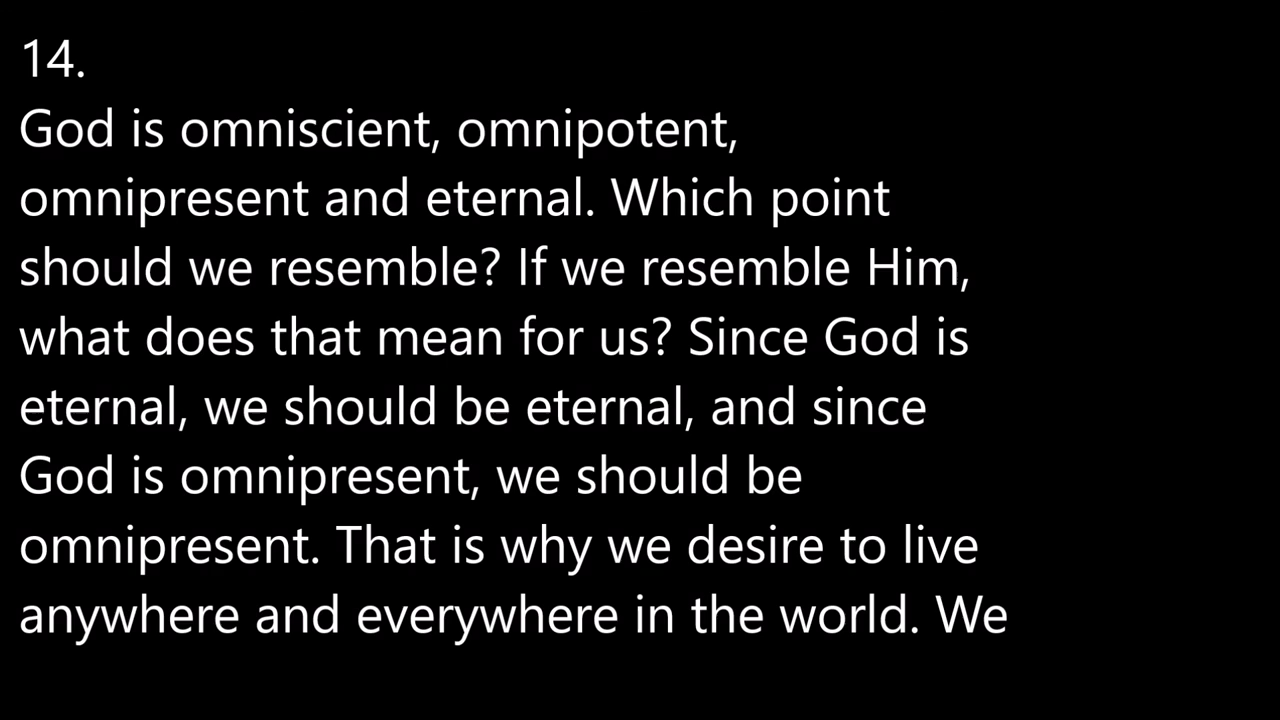 14.
God is omniscient, omnipotent,
omnipresent and eternal. Which point
should we resemble? If we resemble Him,
what does that mean for us? Since God is
eternal, we should be eternal, and since
God is omnipresent, we should be
omnipresent. That is why we desire to live
anywhere and everywhere in the world. We